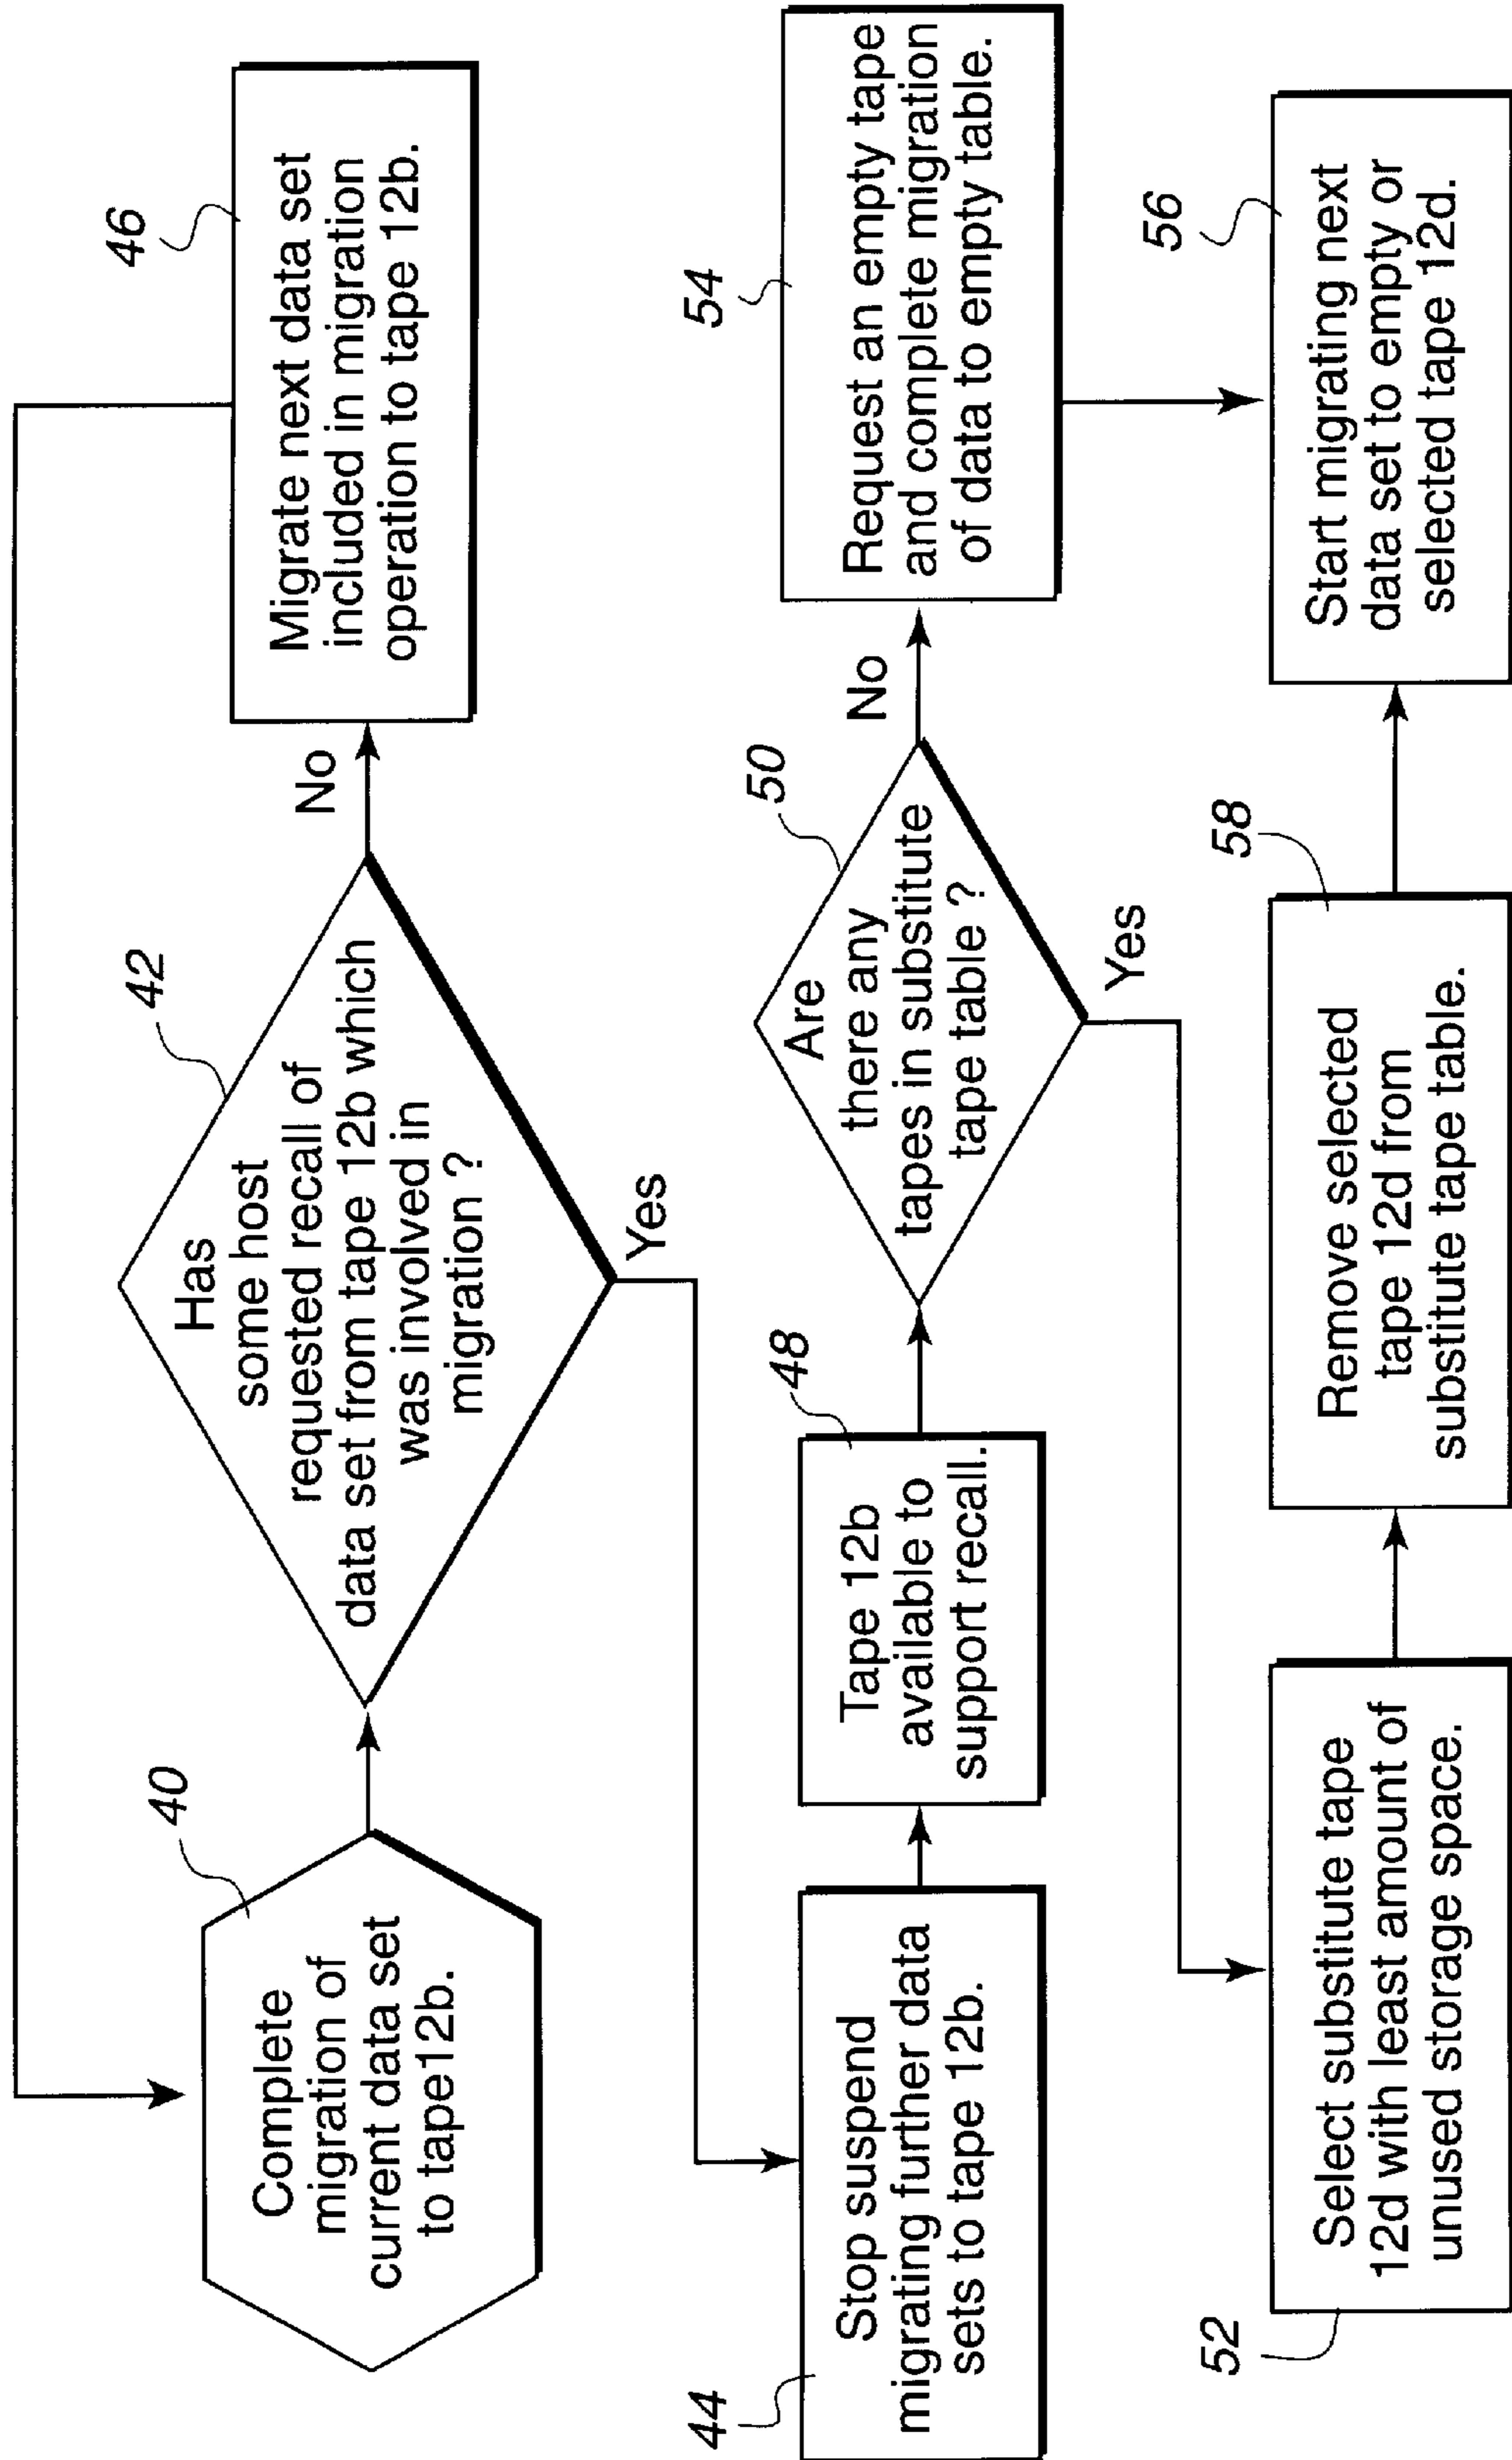 40
Complete
migration of
current data set
to tape12b.
42
Has
some host
requested recall of
data set from tape 12b which
was involved in
migration ?
No
Yes
46
Migrate next data set
included in migration
operation to tape 12b.
44
Stop suspend
migrating further data
sets to tape 12b.
48
Tape 12b
available to
support recall.
50
Are
there any
tapes in substitute
tape table ?
No
Yes
54
Request an empty tape
and complete migration
of data to empty table.
52
Select substitute tape
12d with least amount of
unused storage space.
58
Remove selected
tape 12d from
substitute tape table.
56
Start migrating next
data set to empty or
selected tape 12d.